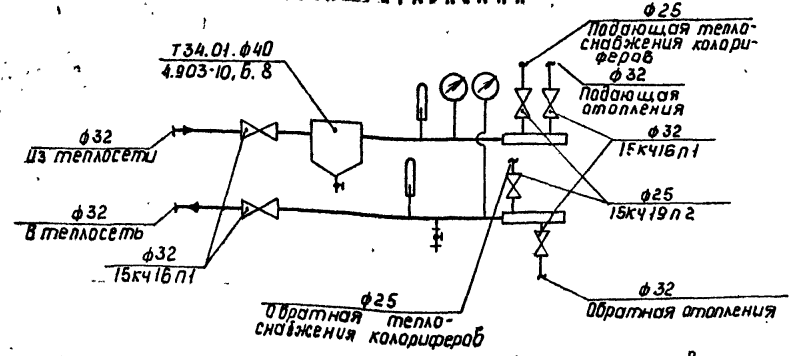 ф25
Подающая тепло-
снабжения калори-
феров
Т34.01.ф40
4.903-10, в. 8
ф32
Подающая
отопления
ф32
Из теплосети
ф32
15кч16п1
ф32
В теплосеть
ф25
15кч19п2
ф32
15кч16п1
ф25
Обратная тепло-
снабжения калориферов
ф32
Обратная отопления